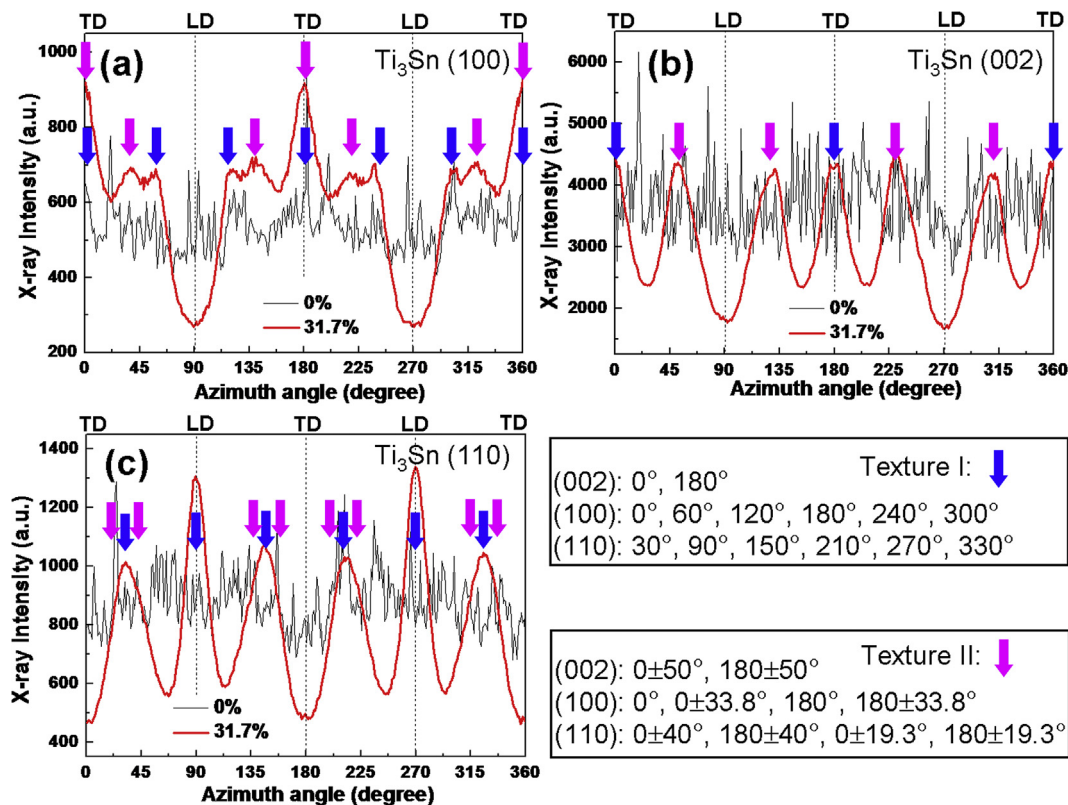 TD LD TD LD TD
(a) Ti₃Sn (100)
X-ray Intensity (a.u.)
1000
800
600
400
200
0%
31.7%
0 45 90 135 180 225 270 315 360
Azimuth angle (degree)
TD LD TD LD TD
(b) Ti₃Sn (002)
X-ray Intensity (a.u.)
6000
5000
4000
3000
2000
0%
31.7%
0 45 90 135 180 225 270 315 360
Azimuth angle (degree)
TD LD TD LD TD
(c) Ti₃Sn (110)
X-ray Intensity (a.u.)
1400
1200
1000
800
600
400
0%
31.7%
0 45 90 135 180 225 270 315 360
Azimuth angle (degree)
Texture I:
(002): 0°, 180°
(100): 0°, 60°, 120°, 180°, 240°, 300°
(110): 30°, 90°, 150°, 210°, 270°, 330°
Texture II:
(002): 0±50°, 180±50°
(100): 0°, 0±33.8°, 180°, 180±33.8°
(110): 0±40°, 180±40°, 0±19.3°, 180±19.3°